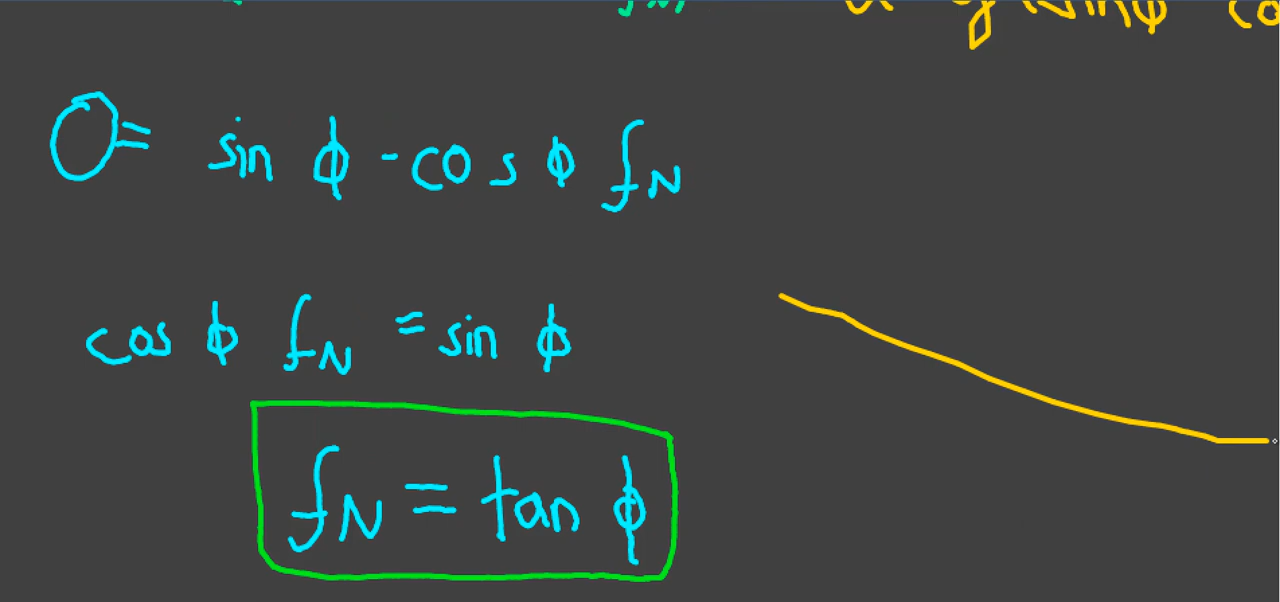 0 = sin ϕ - cos ϕ f_N
cos ϕ f_N = sin ϕ
f_N = tan ϕ